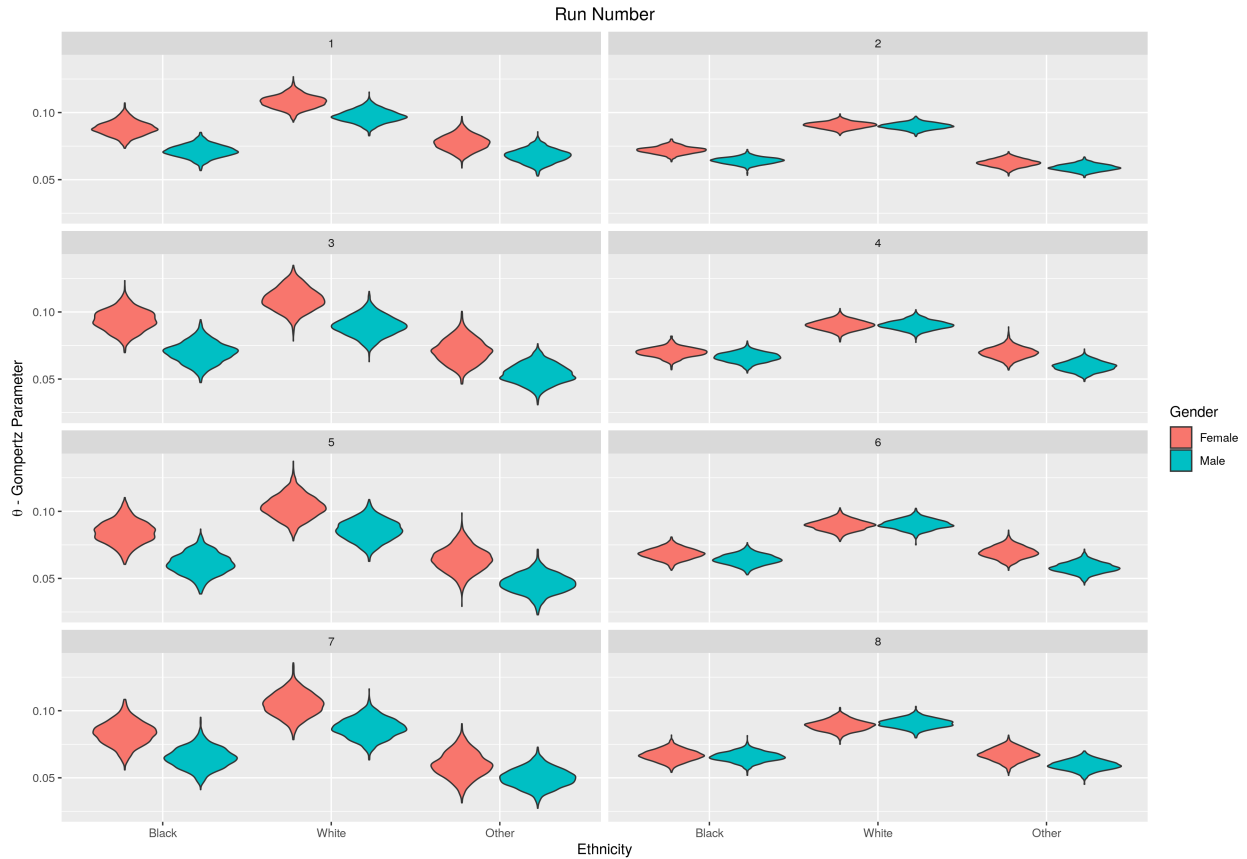 Run Number
1
2
0.10
0.05
3
4
0.10
0.05
5
6
0.10
0.05
7
8
0.10
0.05
Black
White
Other
Black
White
Other
Ethnicity
θ - Gompertz Parameter
Gender
Female
Male